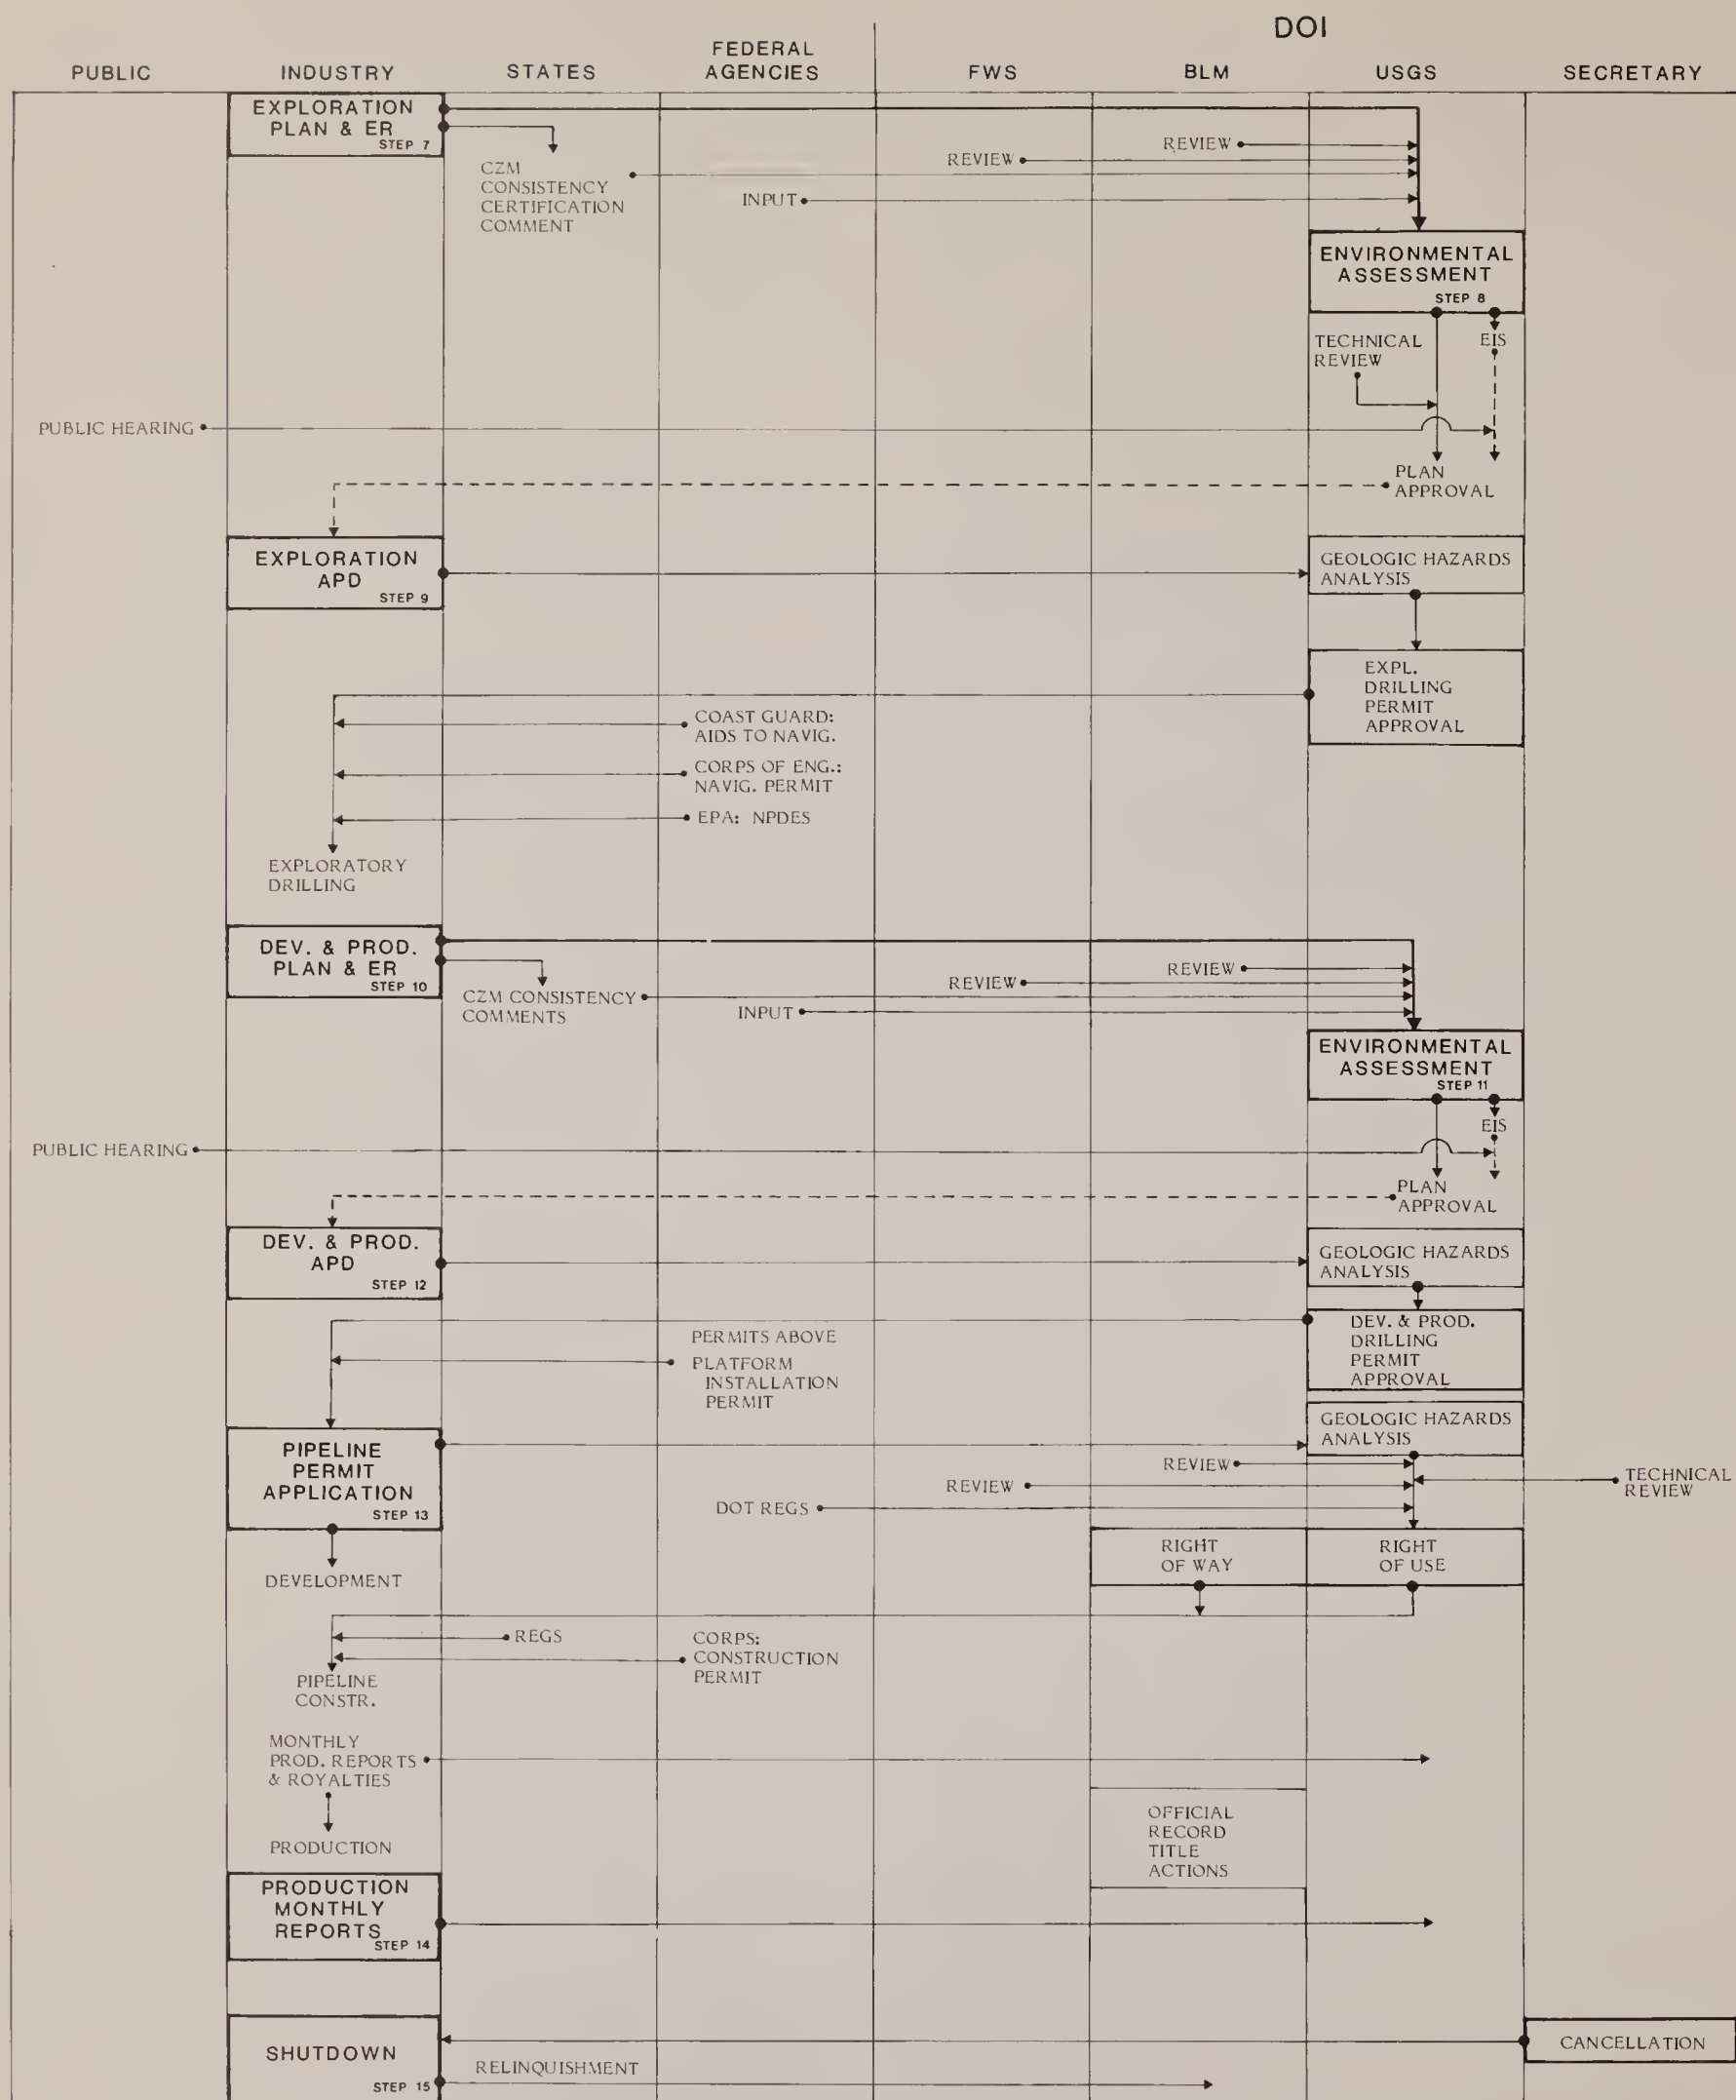 DOI
PUBLIC
INDUSTRY
STATES
FEDERAL
AGENCIES
FWS
BLM
USGS
SECRETARY
EXPLORATION
PLAN & ER
STEP 7
CZM
CONSISTENCY
CERTIFICATION
COMMENT
REVIEW
REVIEW
INPUT
ENVIRONMENTAL
ASSESSMENT
STEP 8
TECHNICAL
REVIEW
EIS
PUBLIC HEARING
PLAN
APPROVAL
EXPLORATION
APD
STEP 9
GEOLOGIC HAZARDS
ANALYSIS
EXPL.
DRILLING
PERMIT
APPROVAL
COAST GUARD:
AIDS TO NAVIG.
CORPS OF ENG.:
NAVIG. PERMIT
EPA: NPDES
EXPLORATORY
DRILLING
DEV. & PROD.
PLAN & ER
STEP 10
CZM CONSISTENCY
COMMENTS
REVIEW
REVIEW
INPUT
ENVIRONMENTAL
ASSESSMENT
STEP 11
EIS
PUBLIC HEARING
PLAN
APPROVAL
DEV. & PROD.
APD
STEP 12
GEOLOGIC HAZARDS
ANALYSIS
DEV. & PROD.
DRILLING
PERMIT
APPROVAL
PERMITS ABOVE
PLATFORM
INSTALLATION
PERMIT
PIPELINE
PERMIT
APPLICATION
STEP 13
GEOLOGIC HAZARDS
ANALYSIS
REVIEW
REVIEW
DOT REGS
TECHNICAL
REVIEW
RIGHT
OF WAY
RIGHT
OF USE
DEVELOPMENT
REGS
CORPS:
CONSTRUCTION
PERMIT
PIPELINE
CONSTR.
MONTHLY
PROD. REPORTS
& ROYALTIES
PRODUCTION
OFFICIAL
RECORD
TITLE
ACTIONS
PRODUCTION
MONTHLY
REPORTS
STEP 14
SHUTDOWN
STEP 15
RELINQUISHMENT
CANCELLATION